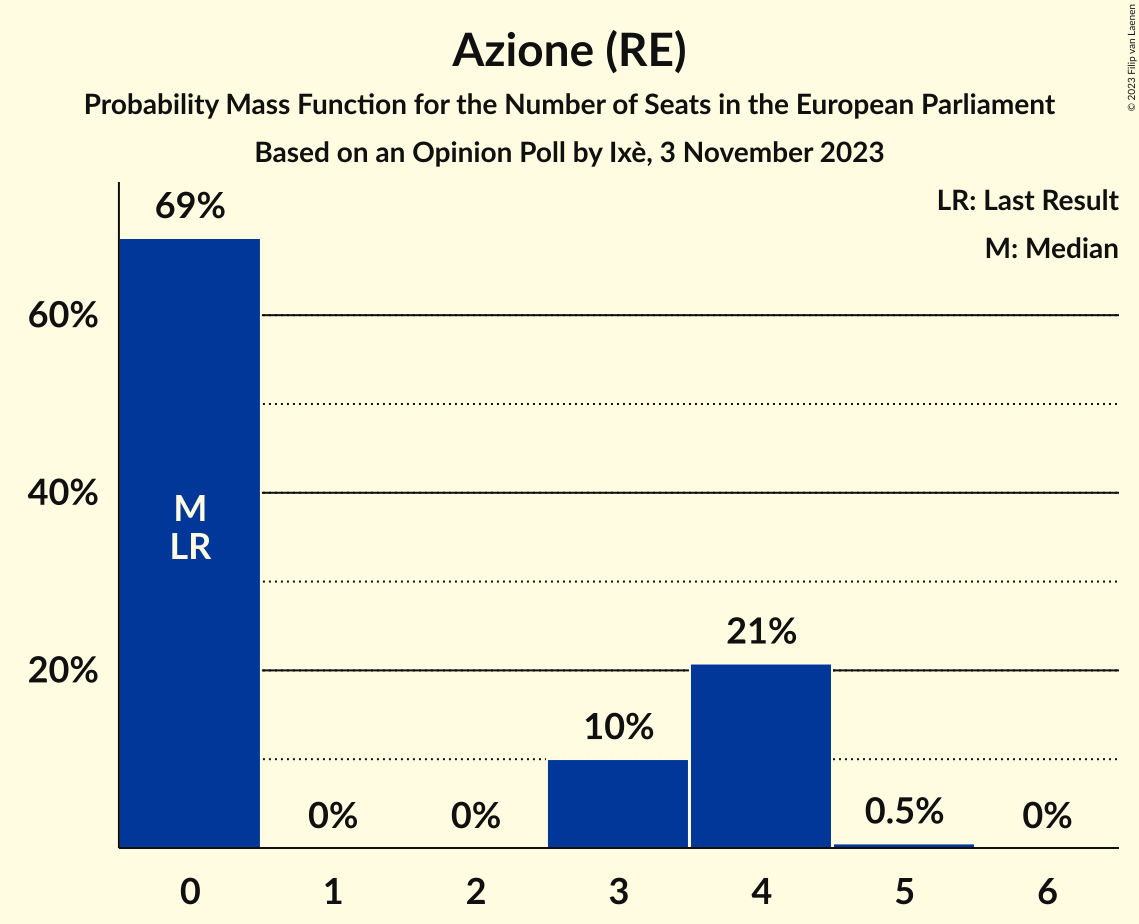 Azione (RE)
Probability Mass Function for the Number of Seats in the European Parliament
Based on an Opinion Poll by Ixè, 3 November 2023
© 2023 Filip van Laenen
LR: Last Result
M: Median
69%
60%
40%
20%
M
LR
0%
0%
10%
21%
0.5%
0%
0
1
2
3
4
5
6